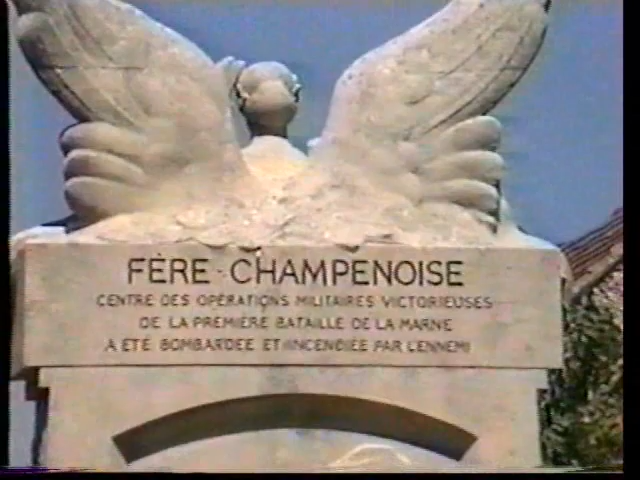 FÈRE-CHAMPENOISE
CENTRE DES OPÉRATIONS MILITAIRES VICTORIEUSES
DE LA PREMIÈRE BATAILLE DE LA MARNE
A ÉTÉ BOMBARDÉE ET INCENDIÉE PAR L'ENNEMI